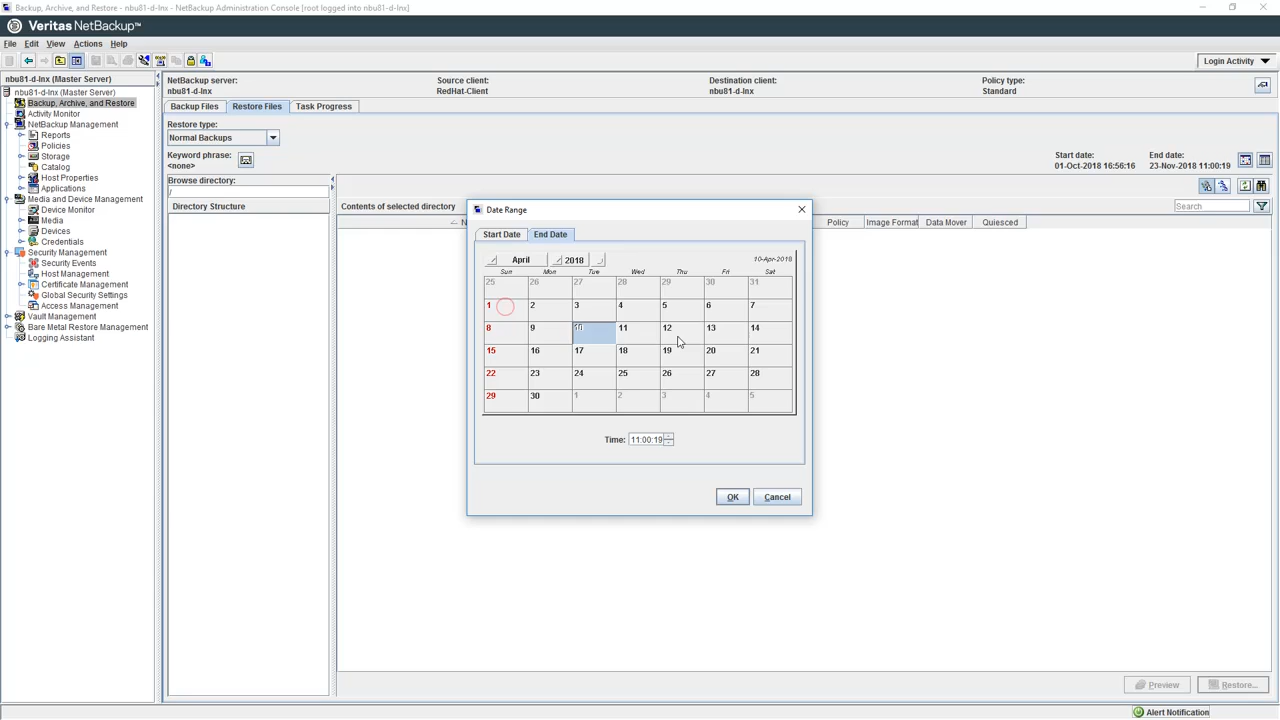 Backup, Archive, and Restore - nbu81-d-lnx - NetBackup Administration Console [root logged into nbu81-d-lnx]
Veritas NetBackup™
File Edit View Actions Help
Login Activity
nbu81-d-lnx (Master Server)
nbu81-d-lnx (Master Server)
Backup, Archive, and Restore
Activity Monitor
NetBackup Management
Reports
Policies
Storage
Catalog
Host Properties
Applications
Media and Device Management
Device Monitor
Media
Devices
Credentials
Security Management
Security Events
Host Management
Certificate Management
Global Security Settings
Access Management
Vault Management
Bare Metal Restore Management
Logging Assistant
NetBackup server: Source client: Destination client: Policy type:
nbu81-d-lnx RedHat-Client nbu81-d-lnx Standard
Backup Files Restore Files Task Progress
Restore type:
Normal Backups
Keyword phrase:
<none>
Start date: End date:
01-Oct-2018 16:56:16 23-Nov-2018 11:00:19
Browse directory:
/
Directory Structure
Contents of selected directory
Search
Policy Image Format Data Mover Quiesced
Date Range
Start Date End Date
April 2018 10-Apr-2018
Sun Mon Tue Wed Thu Fri Sat
25 26 27 28 29 30 31
1 2 3 4 5 6 7
8 9 10 11 12 13 14
15 16 17 18 19 20 21
22 23 24 25 26 27 28
29 30 1 2 3 4 5
Time: 11:00:19
OK Cancel
Preview Restore...
Alert Notification